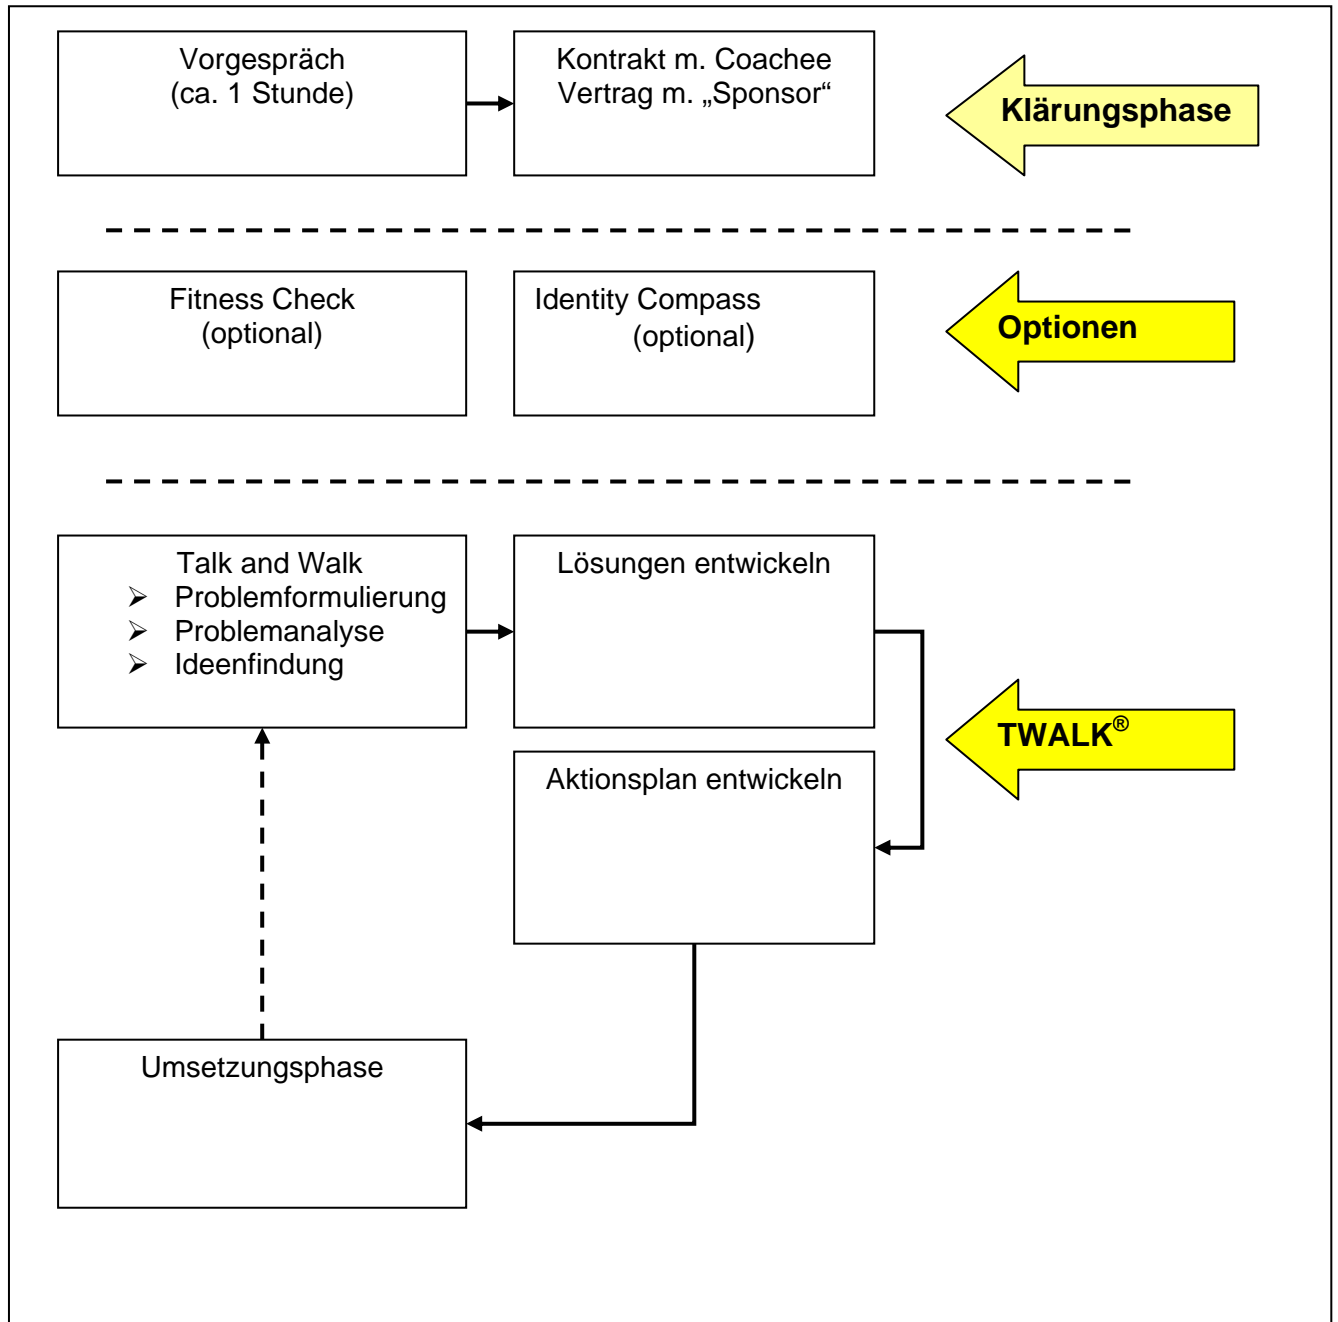 Vorgespräch
(ca. 1 Stunde)
Kontrakt m. Coachee
Vertrag m. „Sponsor“
Klärungsphase
Fitness Check
(optional)
Identity Compass
(optional)
Optionen
Talk and Walk
➢ Problemformulierung
➢ Problemanalyse
➢ Ideenfindung
Lösungen entwickeln
TWALK®
Aktionsplan entwickeln
Umsetzungsphase